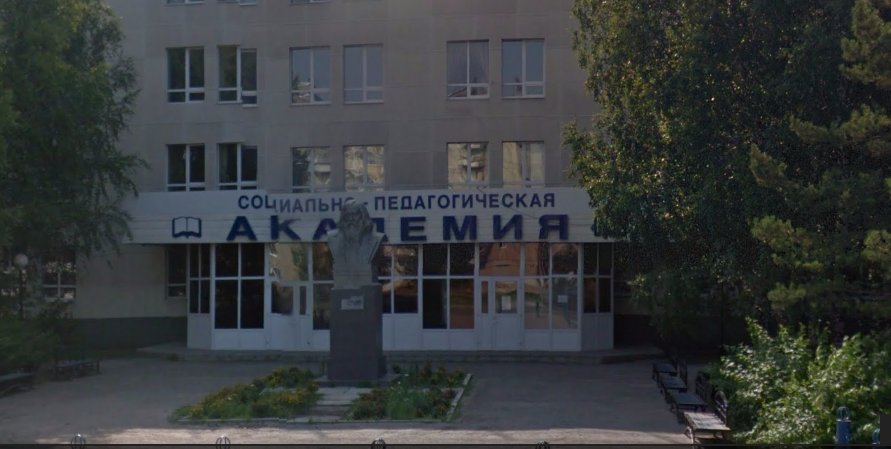 СОЦИАЛЬНО - ПЕДАГОГИЧЕСКАЯ
АКАДЕМИЯ